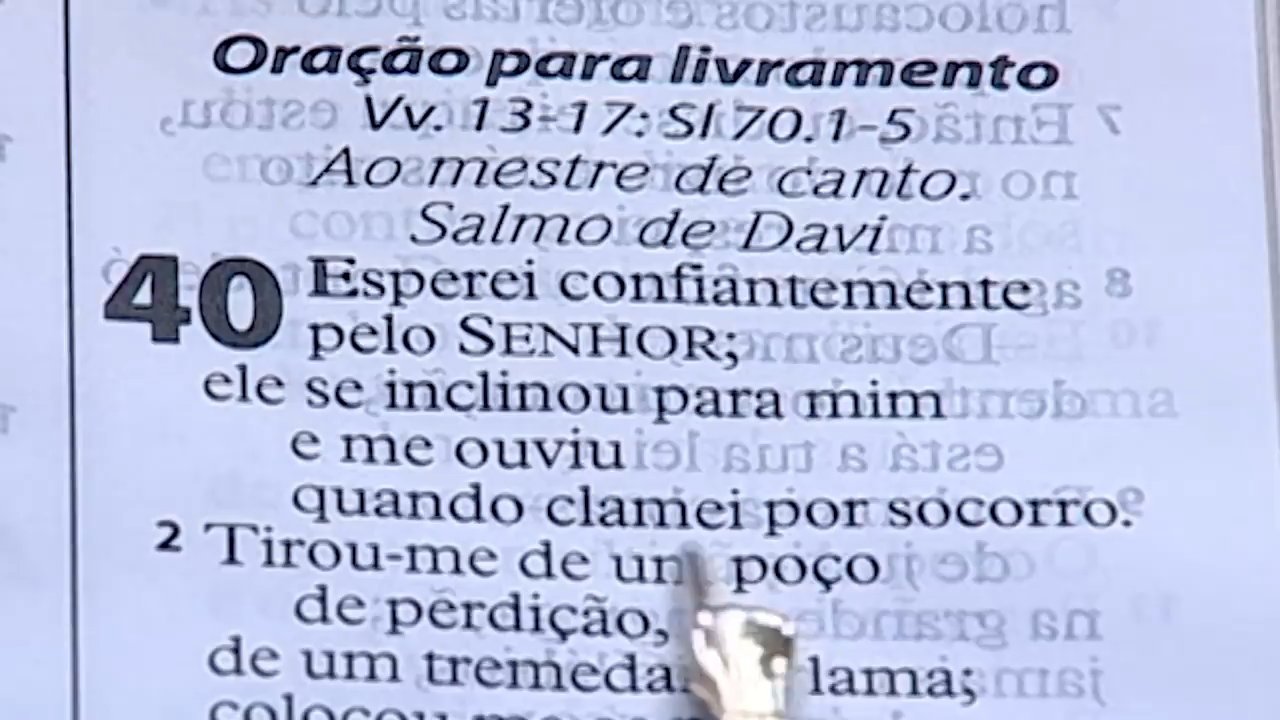 Oração para livramento
Vv. 13-17: Sl 70.1-5
Ao mestre de canto.
Salmo de Davi
40 Esperei confiantemente
pelo SENHOR;
ele se inclinou para mim
e me ouviu
quando clamei por socorro.
2 Tirou-me de um poço
de perdição,
de um lama;